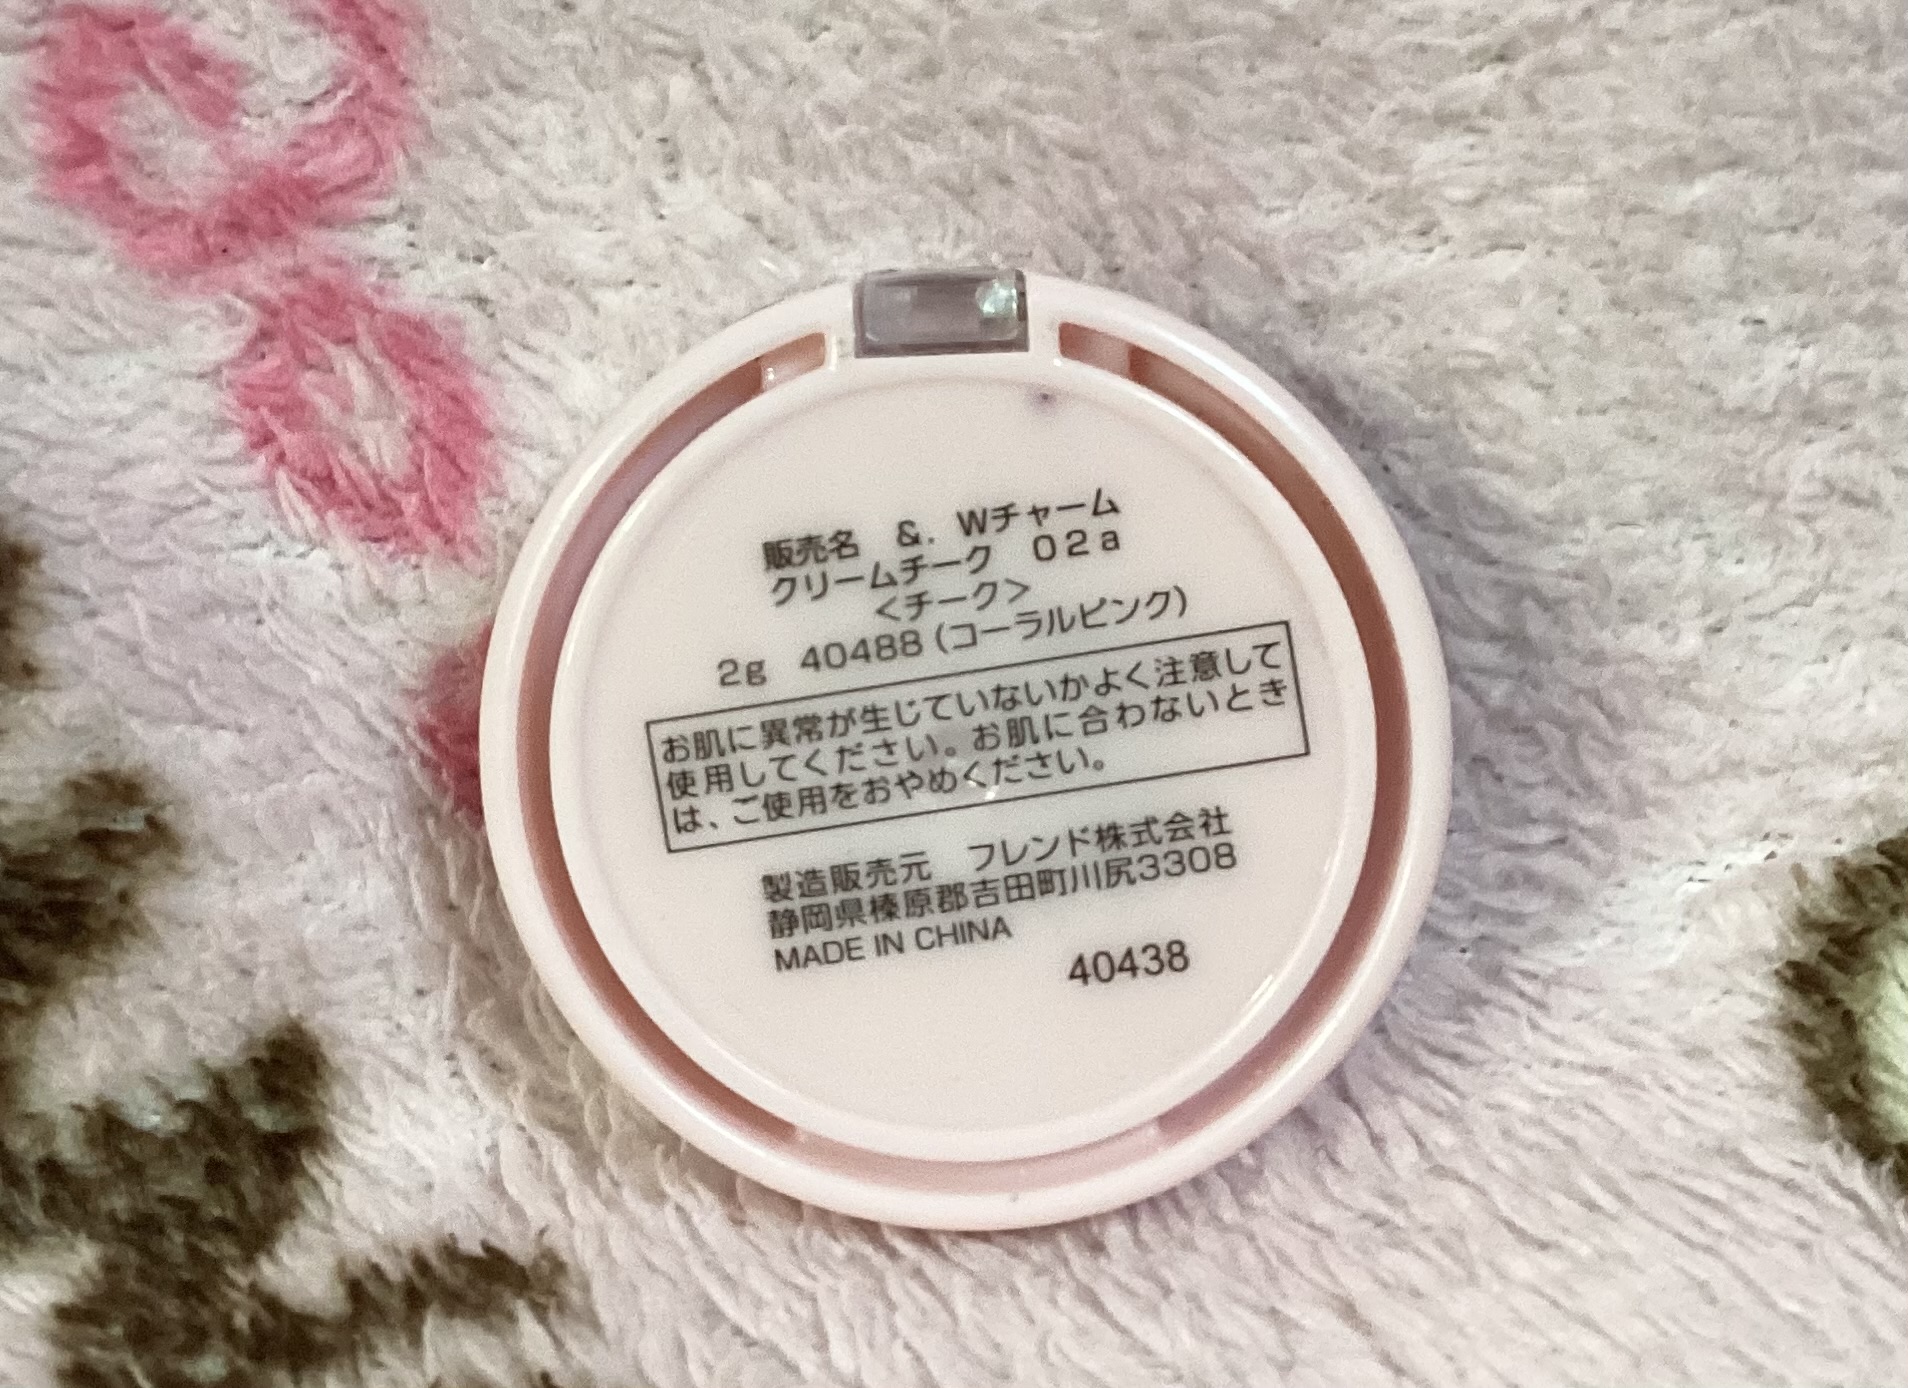 販売名　＆．Wチャーム
クリームチーク　02a
＜チーク＞
2g　40488(コーラルピンク)
お肌に異常が生じていないかよく注意して
使用してください。お肌に合わないとき
は、ご使用をおやめください。
製造販売元　フレンド株式会社
静岡県榛原郡吉田町川尻3308
MADE IN CHINA
40438